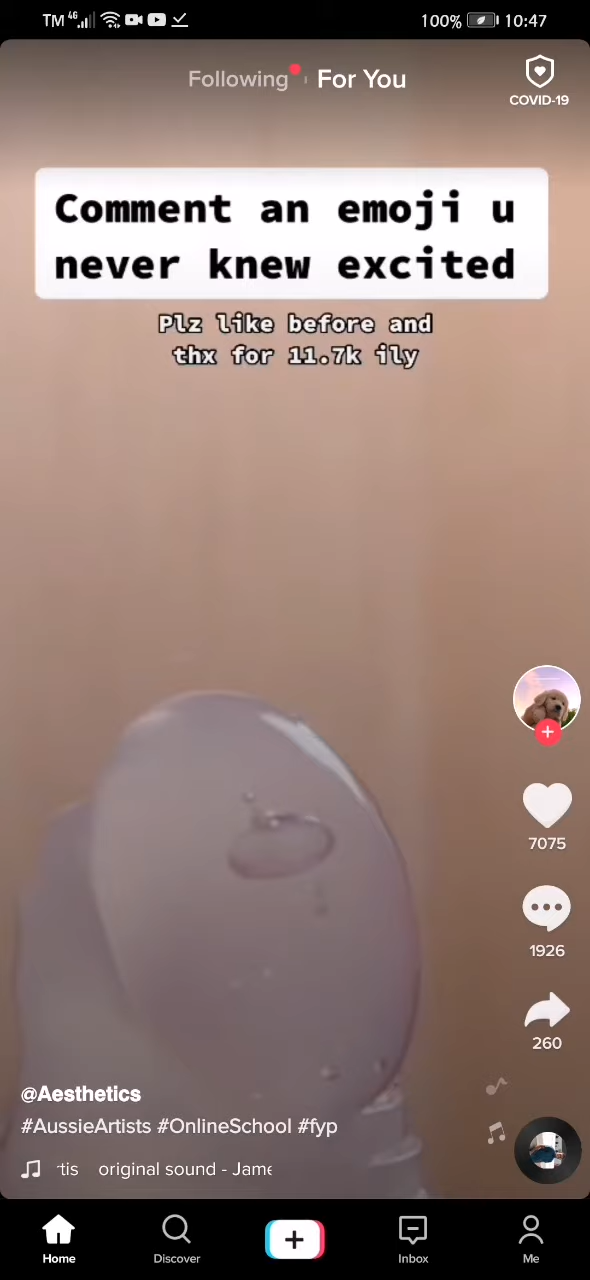 TM 4G 100% 10:47
Following For You
COVID-19
Comment an emoji u
never knew excited
Plz like before and
thx for 11.7k ily
7075
1926
260
@Aesthetics
#AussieArtists #OnlineSchool #fyp
tis original sound - Jame
Home Discover Inbox Me